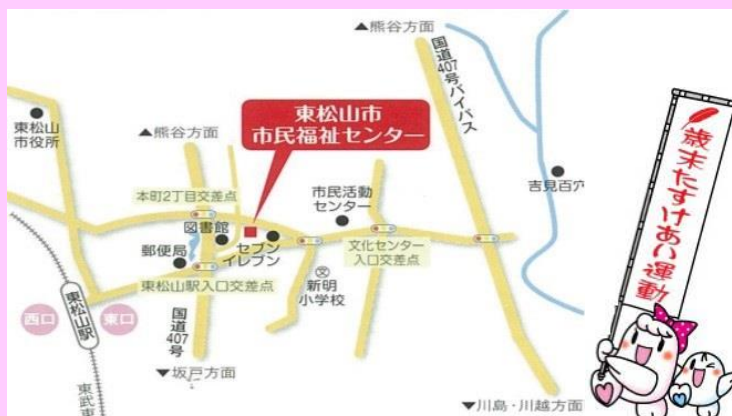 ▲熊谷方面
国道407号バイパス
東松山市
市民福祉センター
東松山
市役所
▲熊谷方面
本町2丁目交差点
市民活動
センター
吉見百穴
図書館
セブン
イレブン
文化センター
入口交差点
郵便局
文
新明
小学校
東松山駅入口交差点
西口
東松山駅
東口
国道407号
▼坂戸方面
東武東
▼川島・川越方面
歳末たすけあい運動